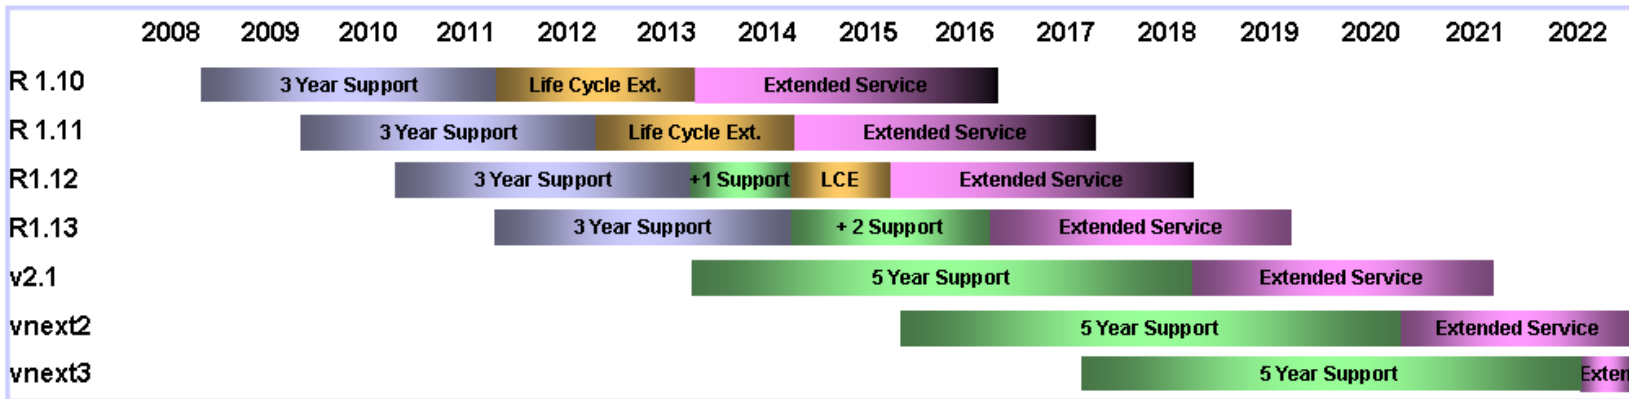 2008 2009 2010 2011 2012 2013 2014 2015 2016 2017 2018 2019 2020 2021 2022
R 1.10 3 Year Support Life Cycle Ext. Extended Service
R 1.11 3 Year Support Life Cycle Ext. Extended Service
R1.12 3 Year Support +1 Support LCE Extended Service
R1.13 3 Year Support + 2 Support Extended Service
v2.1 5 Year Support Extended Service
vnext2 5 Year Support Extended Service
vnext3 5 Year Support Exten